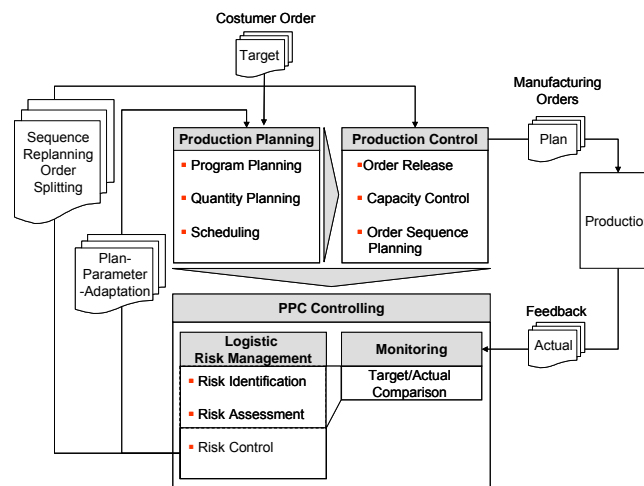 Costumer Order
Target
Manufacturing
Orders
Plan
Sequence
Replanning
Order
Splitting
Production Planning
Program Planning
Quantity Planning
Scheduling
Production Control
Order Release
Capacity Control
Order Sequence
Planning
Production
Plan-
Parameter
-Adaptation
PPC Controlling
Feedback
Actual
Logistic
Risk Management
Risk Identification
Risk Assessment
Risk Control
Monitoring
Target/Actual
Comparison